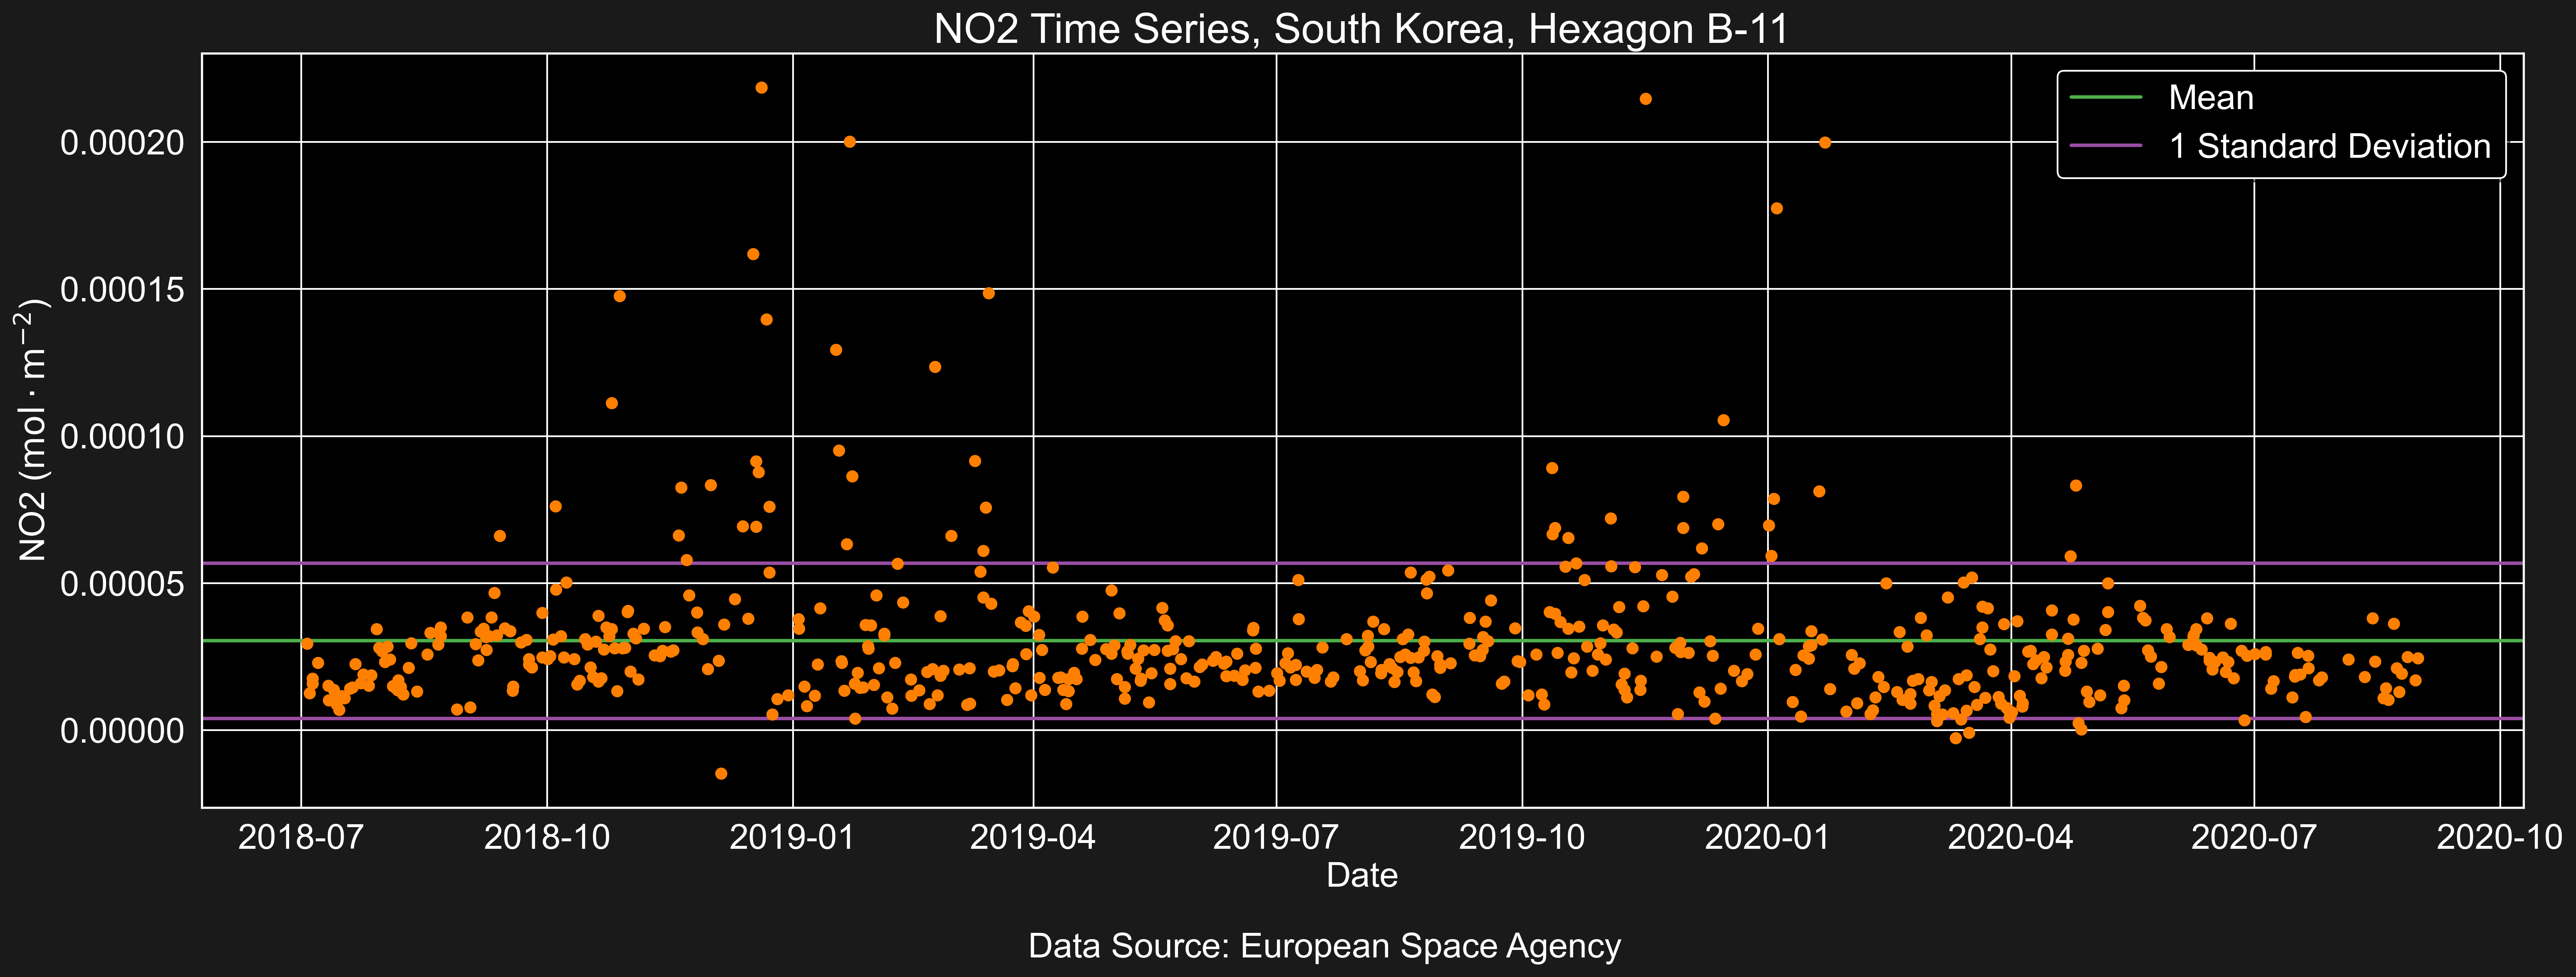 NO2 Time Series, South Korea, Hexagon B-11
Mean
1 Standard Deviation
NO2 (mol · m⁻²)
0.00020
0.00015
0.00010
0.00005
0.00000
2018-07 2018-10 2019-01 2019-04 2019-07 2019-10 2020-01 2020-04 2020-07 2020-10
Date
Data Source: European Space Agency